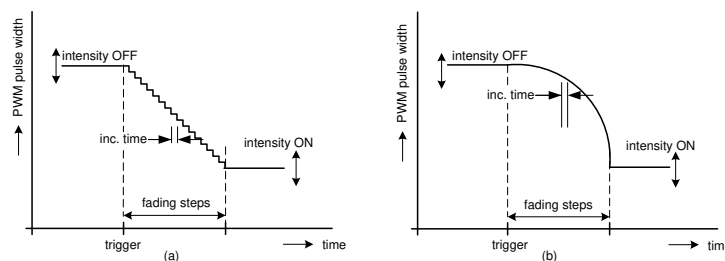 PWM pulse width
intensity OFF
inc. time
intensity ON
fading steps
trigger
time
(a)
PWM pulse width
intensity OFF
inc. time
intensity ON
fading steps
trigger
tim
(b)